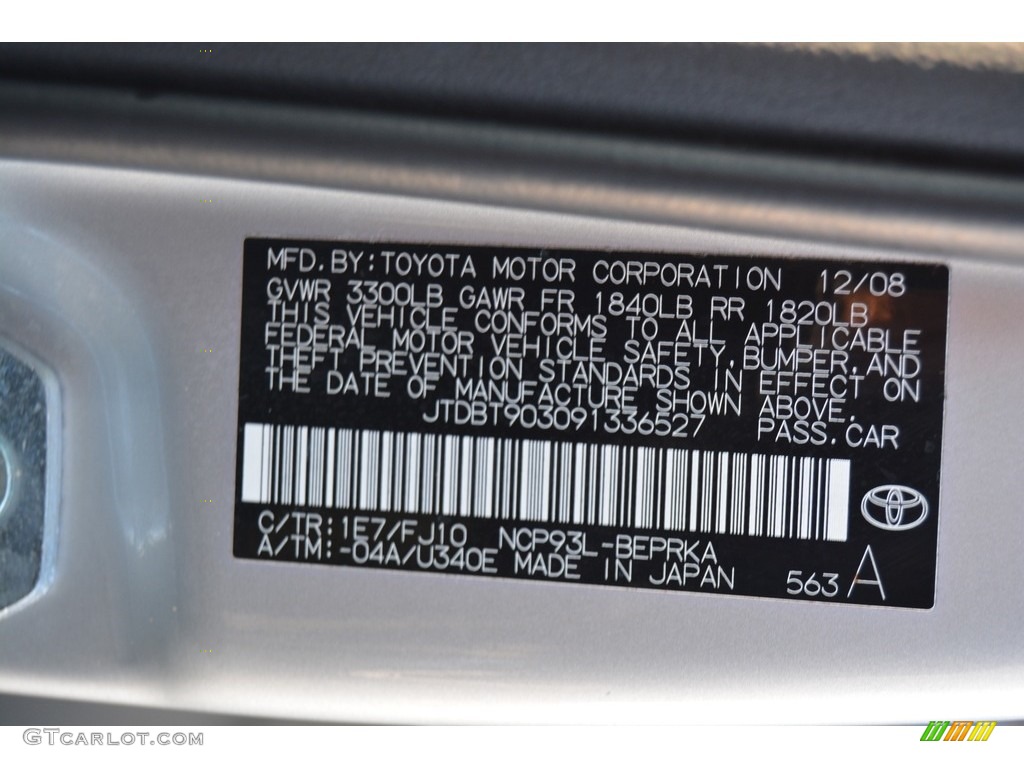 MFD.BY:TOYOTA MOTOR CORPORATION 12/08
GVWR 3300LB GAWR FR 1840LB RR 1820LB
THIS VEHICLE CONFORMS TO ALL APPLICABLE
FEDERAL MOTOR VEHICLE SAFETY,BUMPER,AND
THEFT PREVENTION STANDARDS IN EFFECT ON
THE DATE OF MANUFACTURE SHOWN ABOVE.
JTDBT903091336527 PASS.CAR
C/TR:1E7/FJ10 NCP93L-BEPRKA
A/TM:-04A/U340E MADE IN JAPAN 563 A
GTcarlot.com